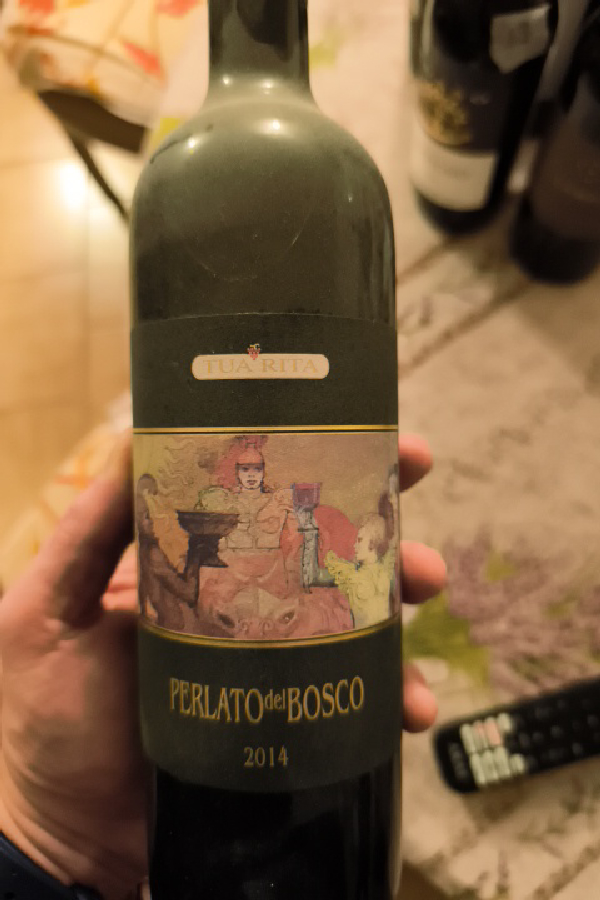 TUA RITA
PERLATO del BOSCO
2014